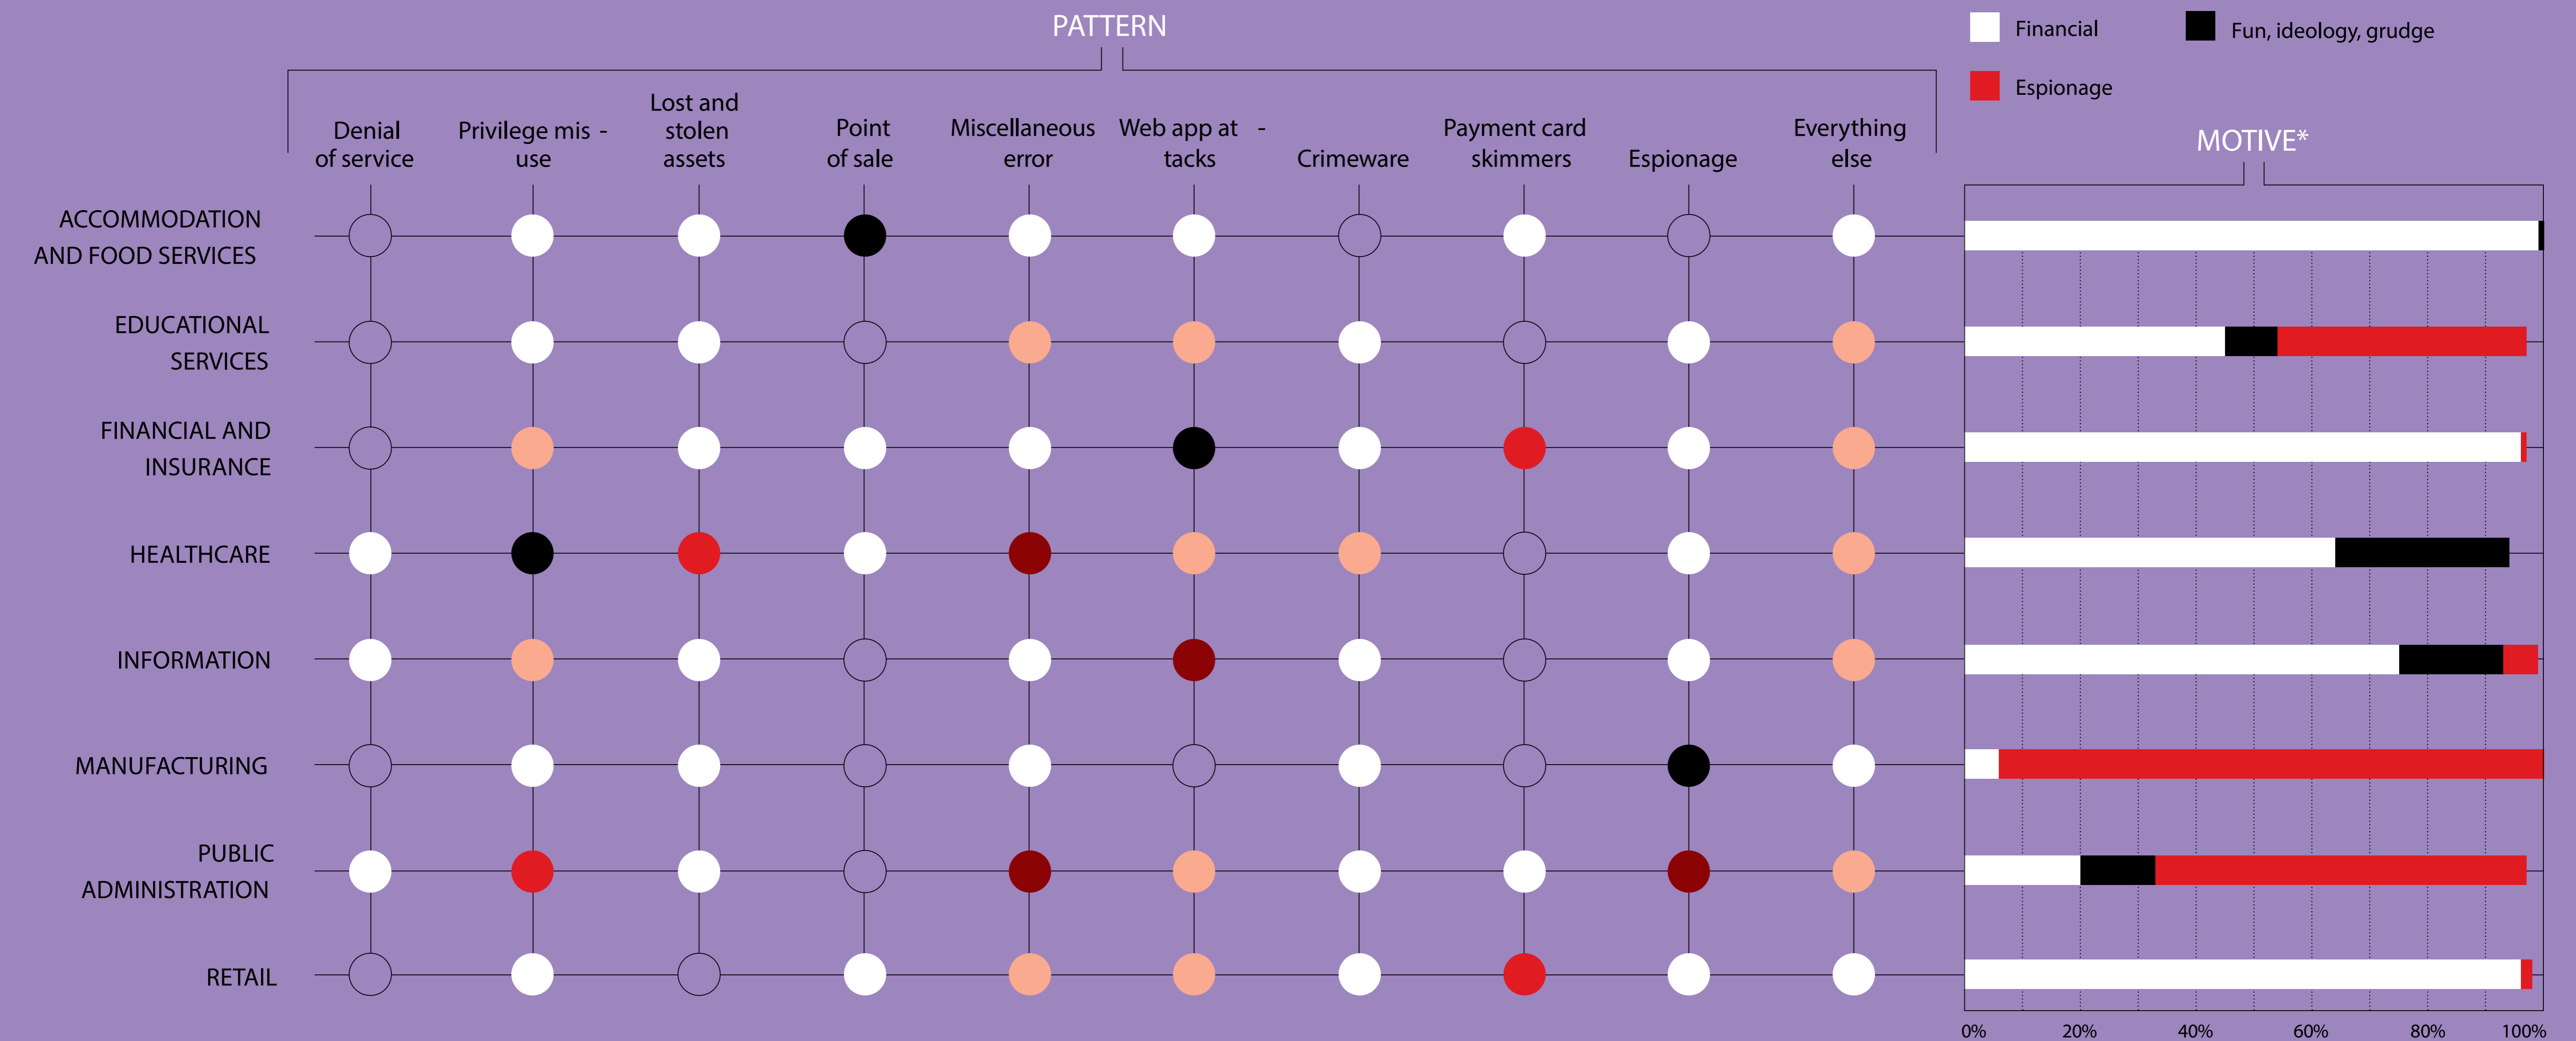 PATTERN
Financial
Fun, ideology, grudge
Espionage
MOTIVE*
Denial
of service
Privilege mis -
use
Lost and
stolen
assets
Point
of sale
Miscellaneous
error
Web app at -
tacks
Crimeware
Payment card
skimmers
Espionage
Everything
else
ACCOMMODATION
AND FOOD SERVICES
EDUCATIONAL
SERVICES
FINANCIAL AND
INSURANCE
HEALTHCARE
INFORMATION
MANUFACTURING
PUBLIC
ADMINISTRATION
RETAIL
0% 20% 40% 60% 80% 100%